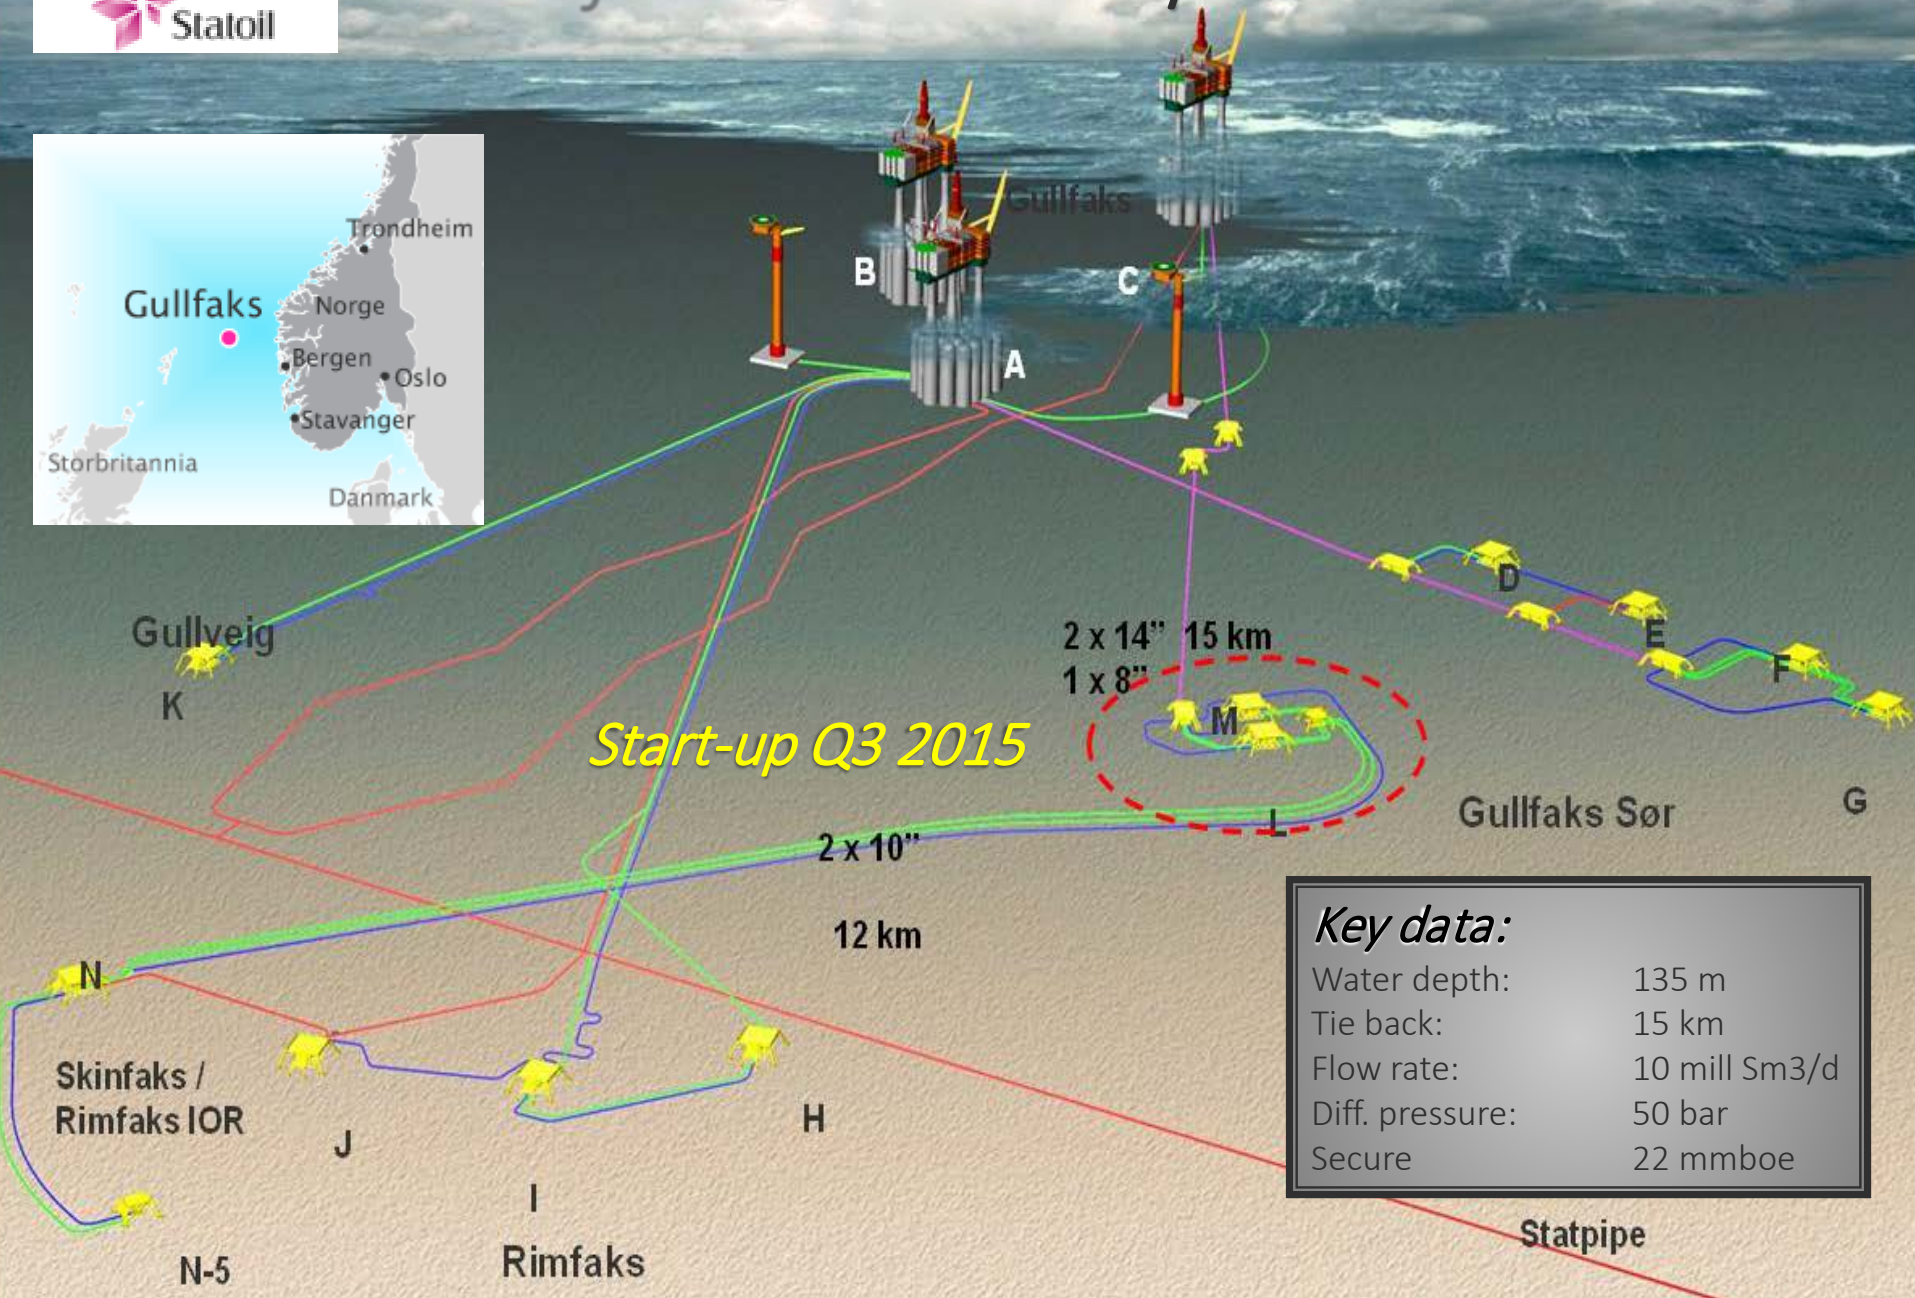 Statoil
Trondheim
Gullfaks
Norge
Bergen
Oslo
Stavanger
Storbritannia
Danmark
Gullfaks
B
C
A
D
E
F
G
Gullveig
K
2 x 14” 15 km
1 x 8”
M
Start-up Q3 2015
L
Gullfaks Sør
2 x 10”
12 km
N
Skinfaks /
Rimfaks IOR
J
H
I
N-5
Rimfaks
Key data:
Water depth: 135 m
Tie back: 15 km
Flow rate: 10 mill Sm3/d
Diff. pressure: 50 bar
Secure 22 mmboe
Statpipe